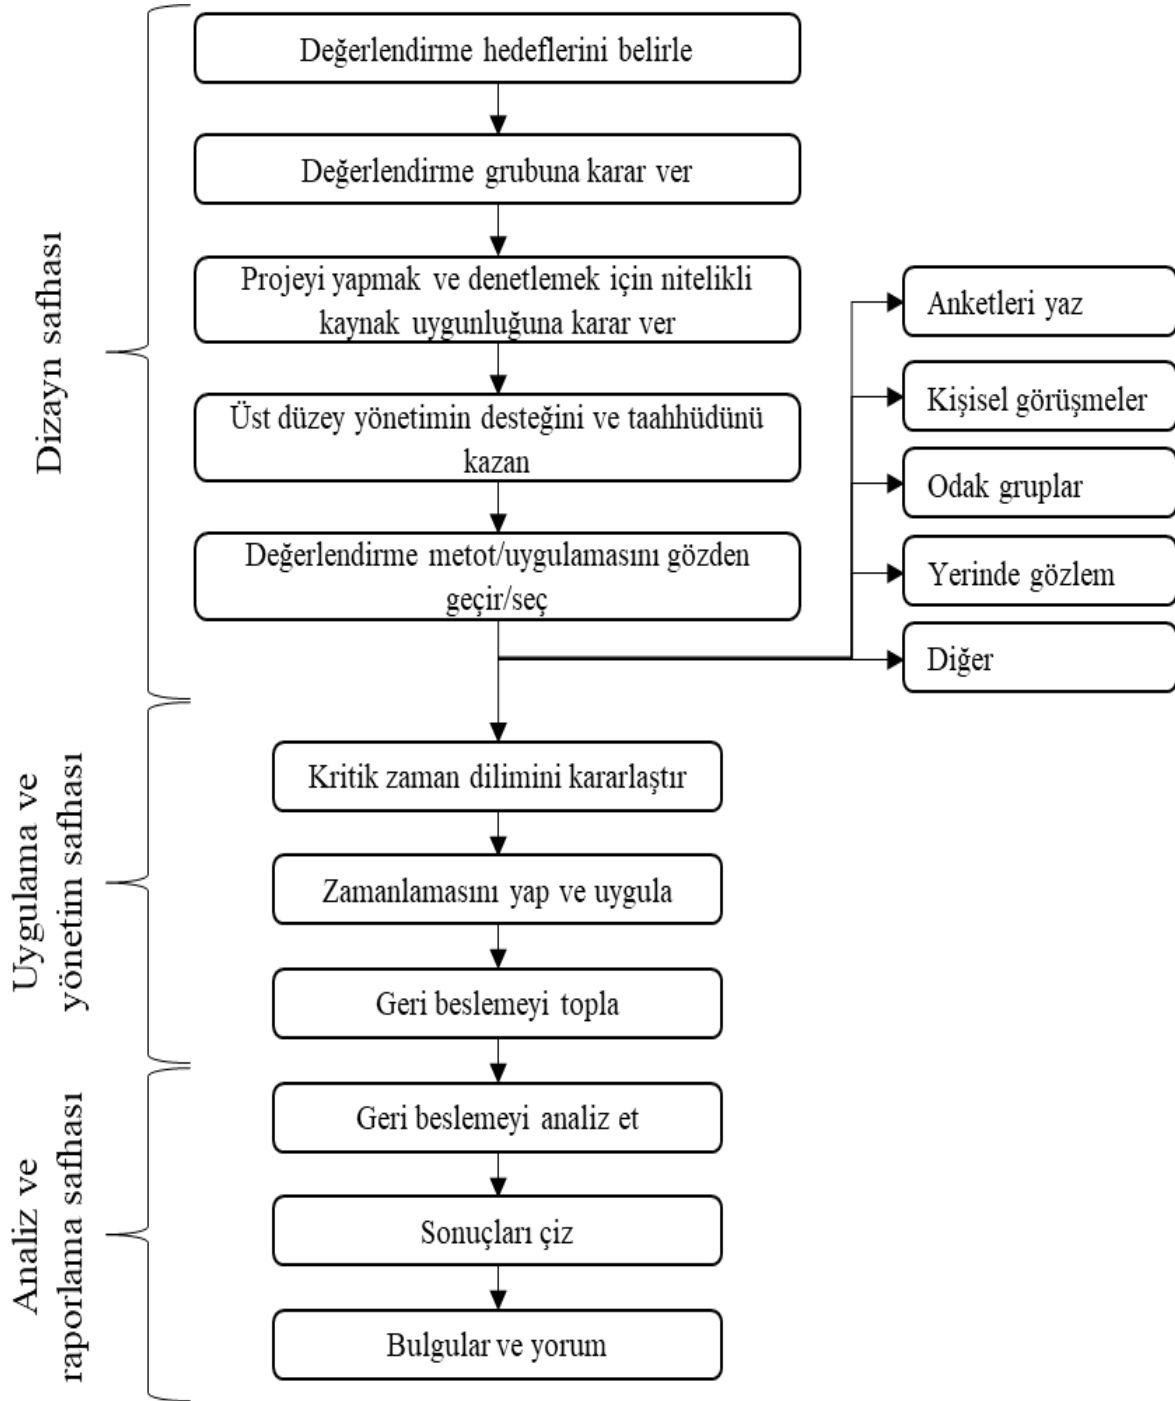 Dizayn safhası
Değerlendirme hedeflerini belirle
Değerlendirme grubuna karar ver
Projeyi yapmak ve denetlemek için nitelikli
kaynak uygunluğuna karar ver
Üst düzey yönetimin desteğini ve taahhüdünü
kazan
Değerlendirme metot/uygulamasını gözden
geçir/seç
Anketleri yaz
Kişisel görüşmeler
Odak gruplar
Yerinde gözlem
Diğer
Uygulama ve
yönetim safhası
Kritik zaman dilimini kararlaştır
Zamanlamasını yap ve uygula
Geri beslemeyi topla
Analiz ve
raporlama safhası
Geri beslemeyi analiz et
Sonuçları çiz
Bulgular ve yorum